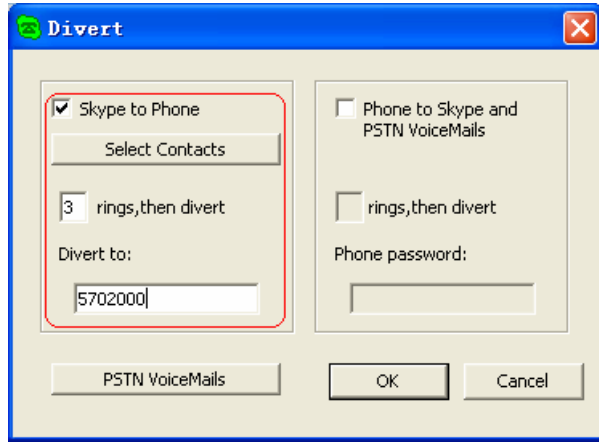 Divert
Skype to Phone
Select Contacts
3 rings,then divert
Divert to:
5702000
Phone to Skype and
PSTN VoiceMails
rings,then divert
Phone password:
PSTN VoiceMails
OK
Cancel